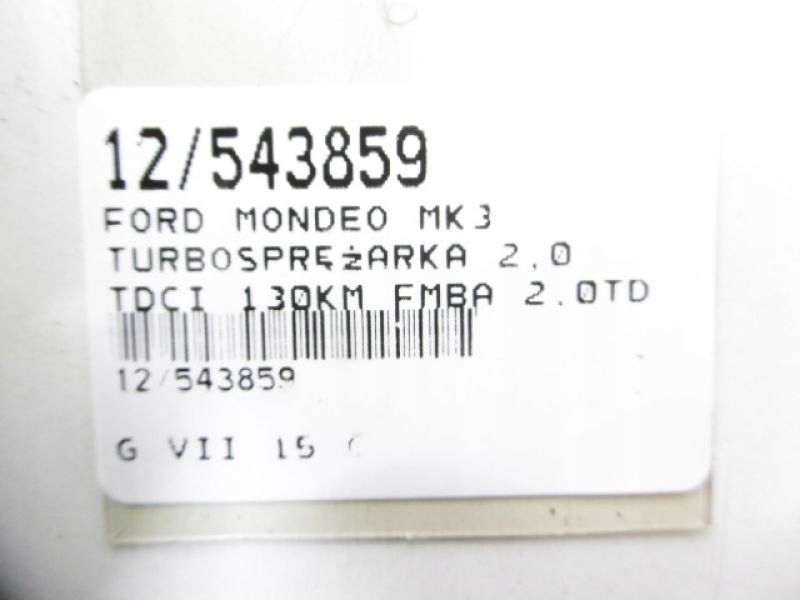 12/543859
FORD MONDEO MK3
TURBOSPRĘŻARKA 2,0
TDCI 130KM FMBA 2.0TD
12/543859
G VII 15